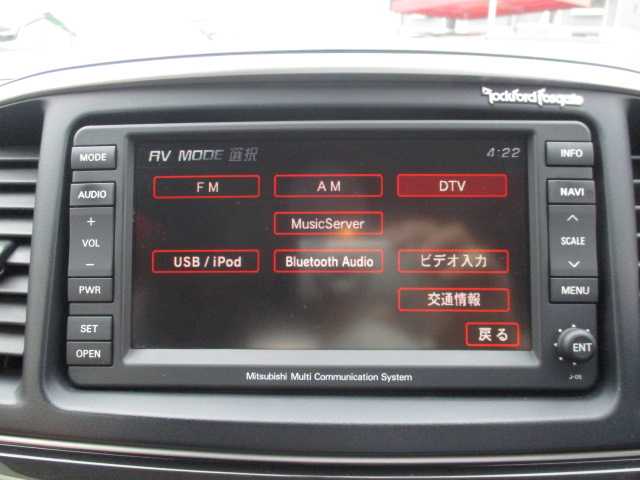 Rockford Fosgate
MODE
AV MODE 選択
4:22
INFO
AUDIO
FM
AM
DTV
NAVI
+
VOL
−
MusicServer
SCALE
USB / iPod
Bluetooth Audio
ビデオ入力
PWR
交通情報
MENU
SET
戻る
OPEN
ENT
Mitsubishi Multi Communication System
J-05